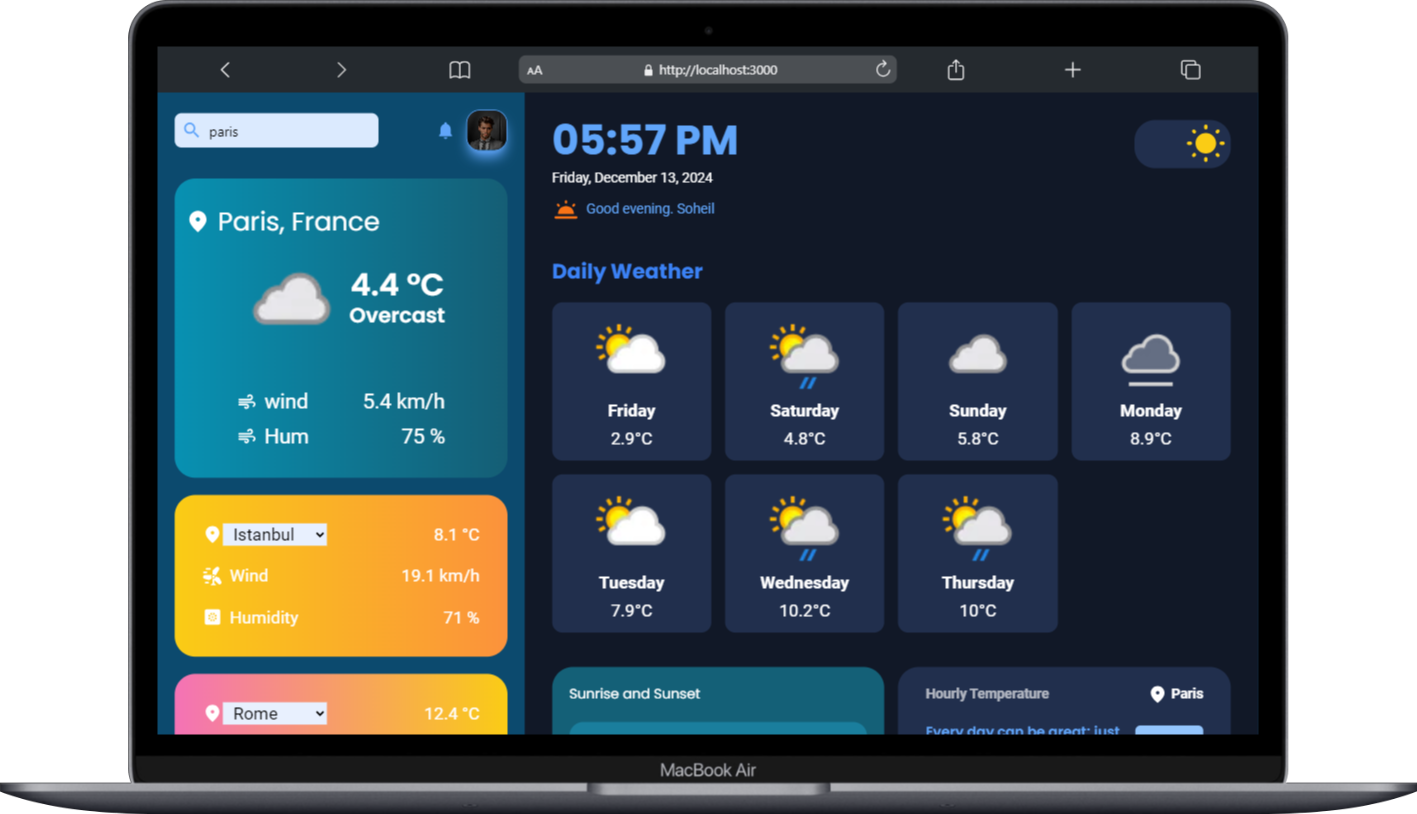 AA
http://localhost:3000
paris
Paris, France
4.4 °C
Overcast
wind 5.4 km/h
Hum 75 %
Istanbul 8.1 °C
Wind 19.1 km/h
Humidity 71 %
Rome 12.4 °C
05:57 PM
Friday, December 13, 2024
Good evening. Soheil
Daily Weather
Friday
2.9°C
Saturday
4.8°C
Sunday
5.8°C
Monday
8.9°C
Tuesday
7.9°C
Wednesday
10.2°C
Thursday
10°C
Sunrise and Sunset
Hourly Temperature
Paris
Every day can be great; just
MacBook Air